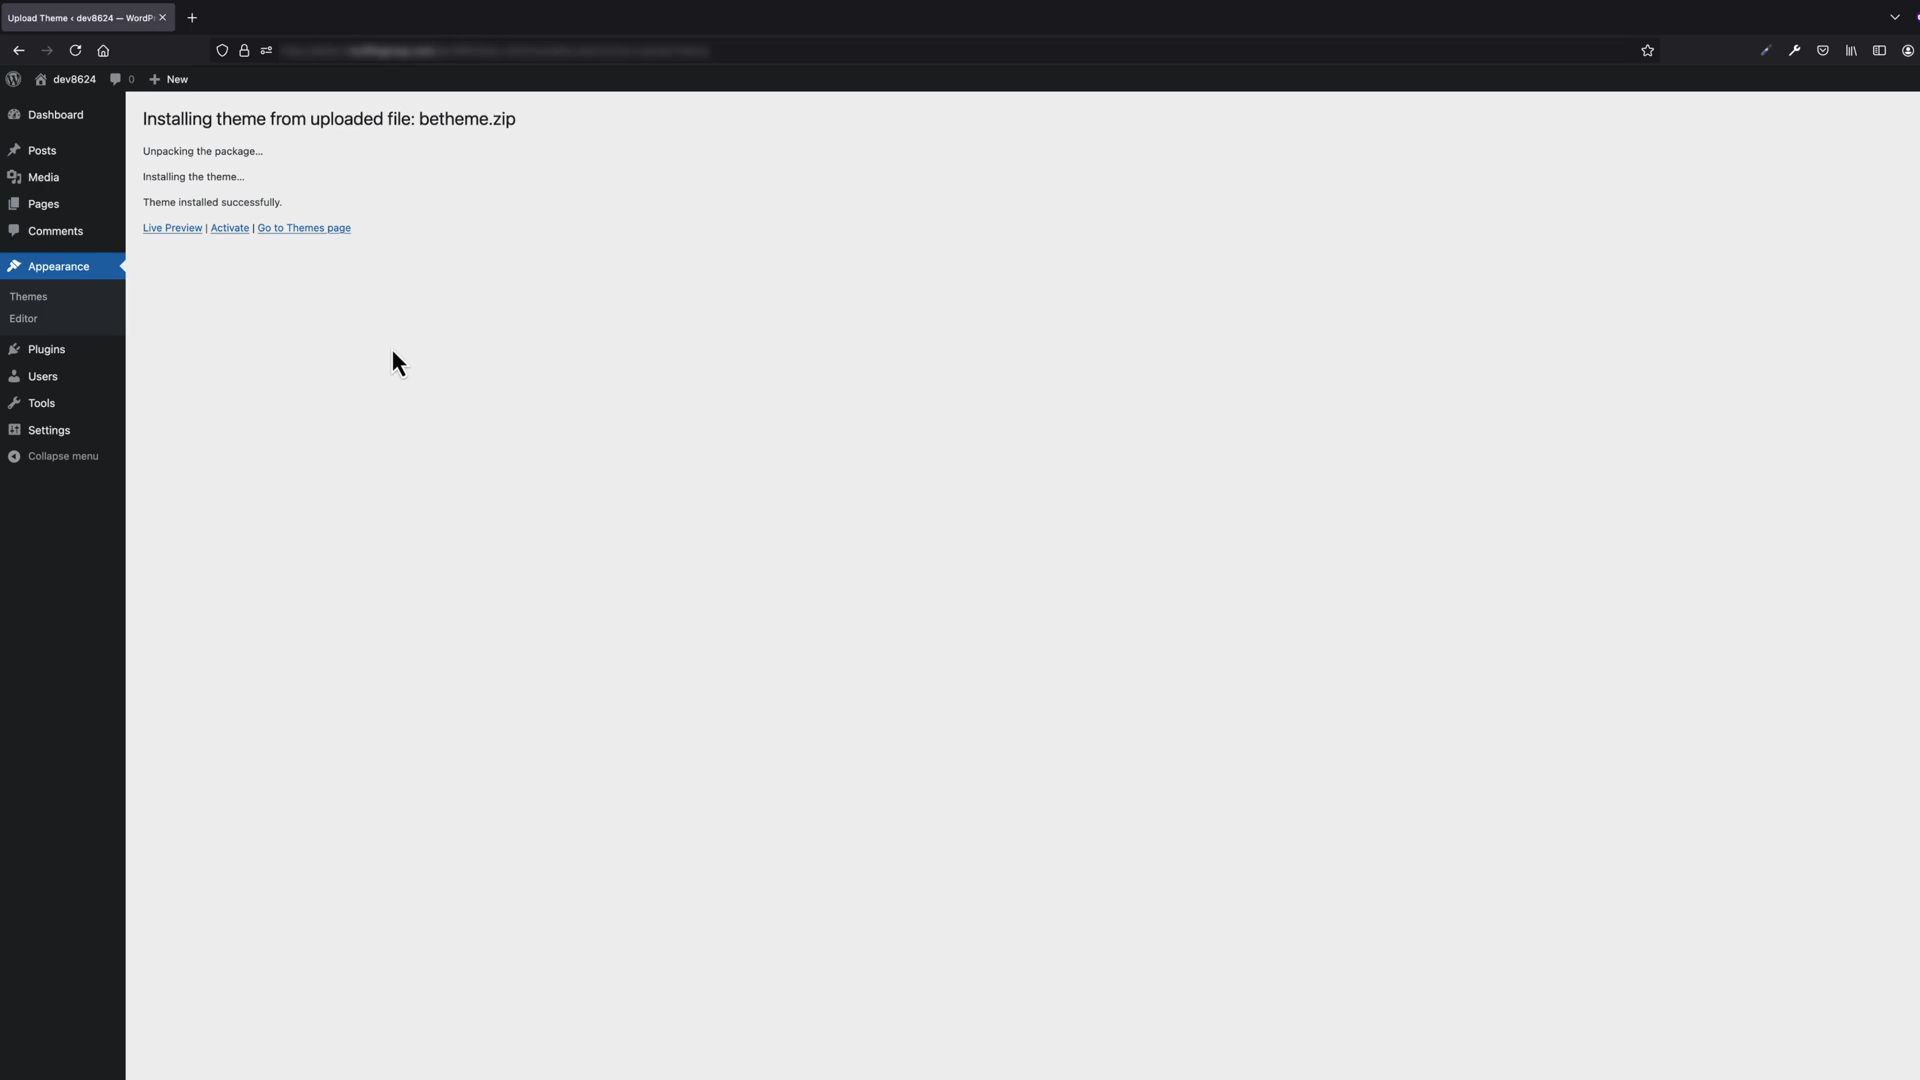 Upload Theme ‹ dev8624 — WordP
dev8624
0
New
Dashboard
Posts
Media
Pages
Comments
Appearance
Themes
Editor
Plugins
Users
Tools
Settings
Collapse menu
Installing theme from uploaded file: betheme.zip
Unpacking the package…
Installing the theme…
Theme installed successfully.
Live Preview | Activate | Go to Themes page